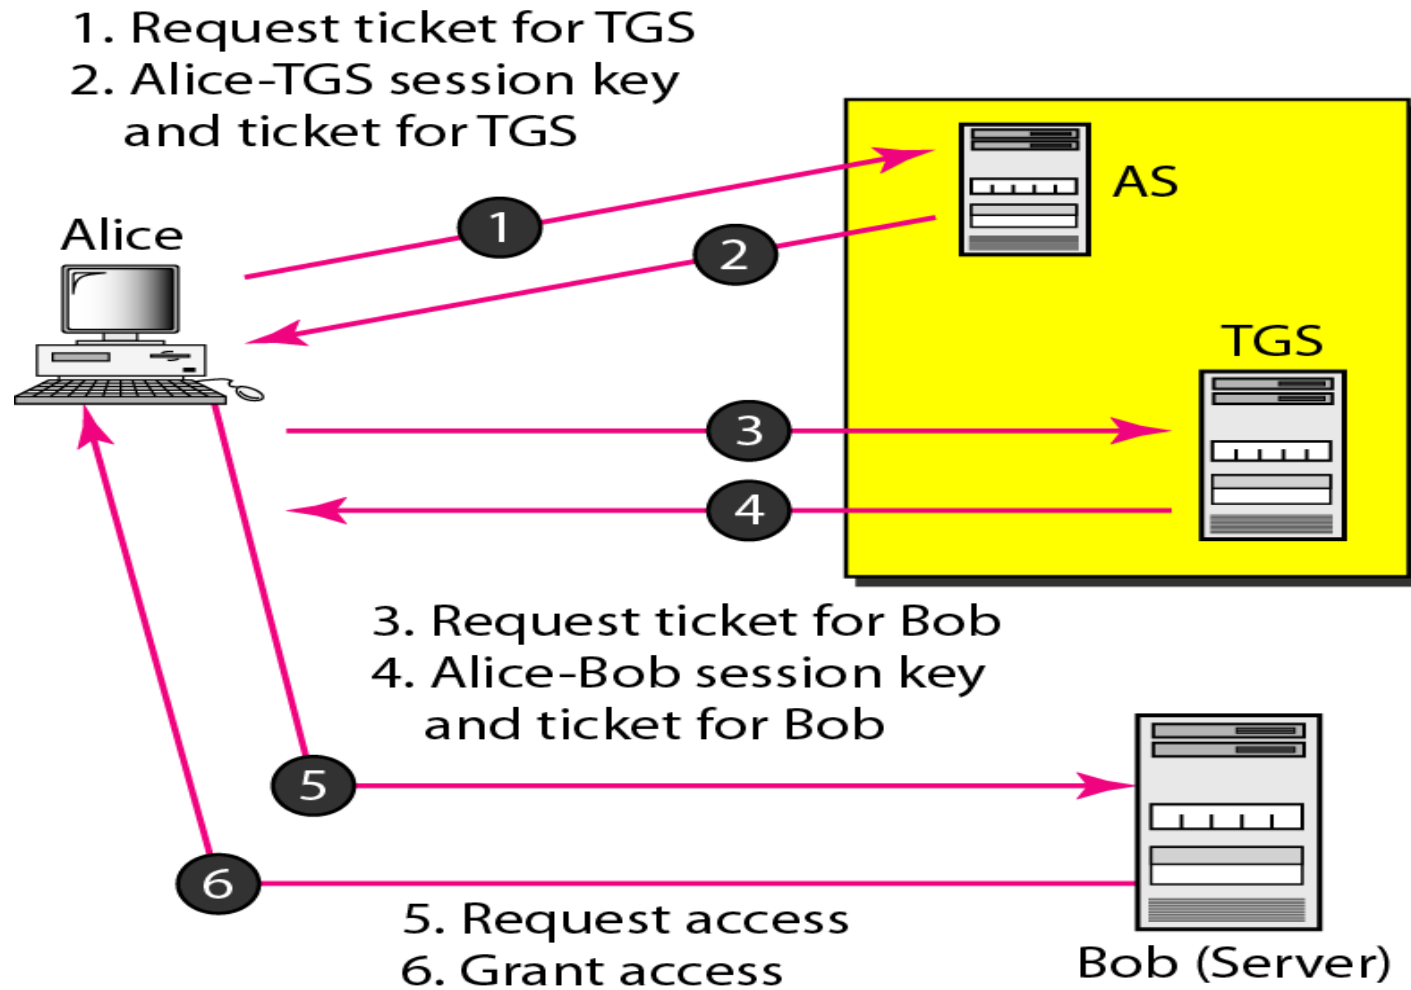 1. Request ticket for TGS
2. Alice-TGS session key
and ticket for TGS
Alice
1
2
AS
TGS
3
4
3. Request ticket for Bob
4. Alice-Bob session key
and ticket for Bob
5
6
5. Request access
6. Grant access
Bob (Server)